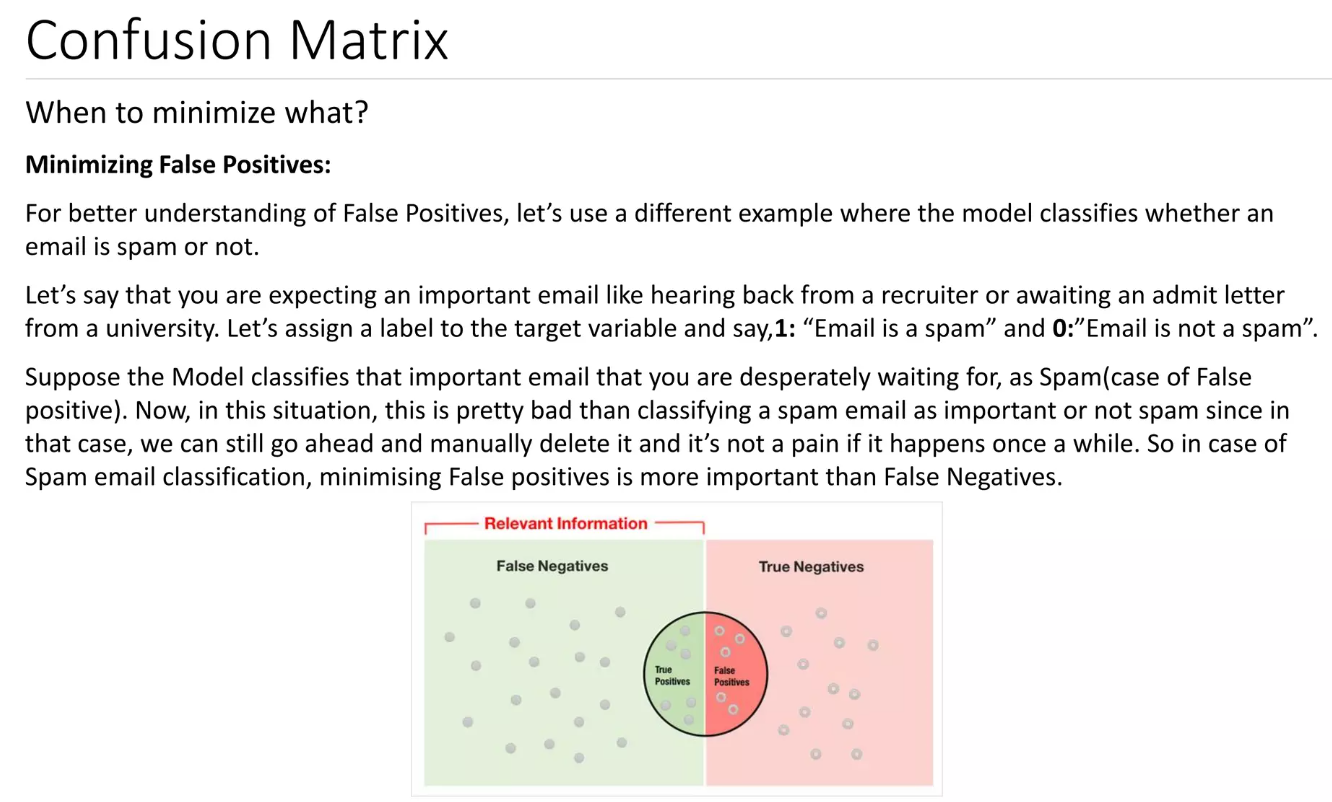 Confusion Matrix
When to minimize what?
Minimizing False Positives:
For better understanding of False Positives, let’s use a different example where the model classifies whether an
email is spam or not.
Let’s say that you are expecting an important email like hearing back from a recruiter or awaiting an admit letter
from a university. Let’s assign a label to the target variable and say,1: “Email is a spam” and 0:”Email is not a spam”.
Suppose the Model classifies that important email that you are desperately waiting for, as Spam(case of False
positive). Now, in this situation, this is pretty bad than classifying a spam email as important or not spam since in
that case, we can still go ahead and manually delete it and it’s not a pain if it happens once a while. So in case of
Spam email classification, minimising False positives is more important than False Negatives.
Relevant Information
False Negatives
True Negatives
True
Positives
False
Positives